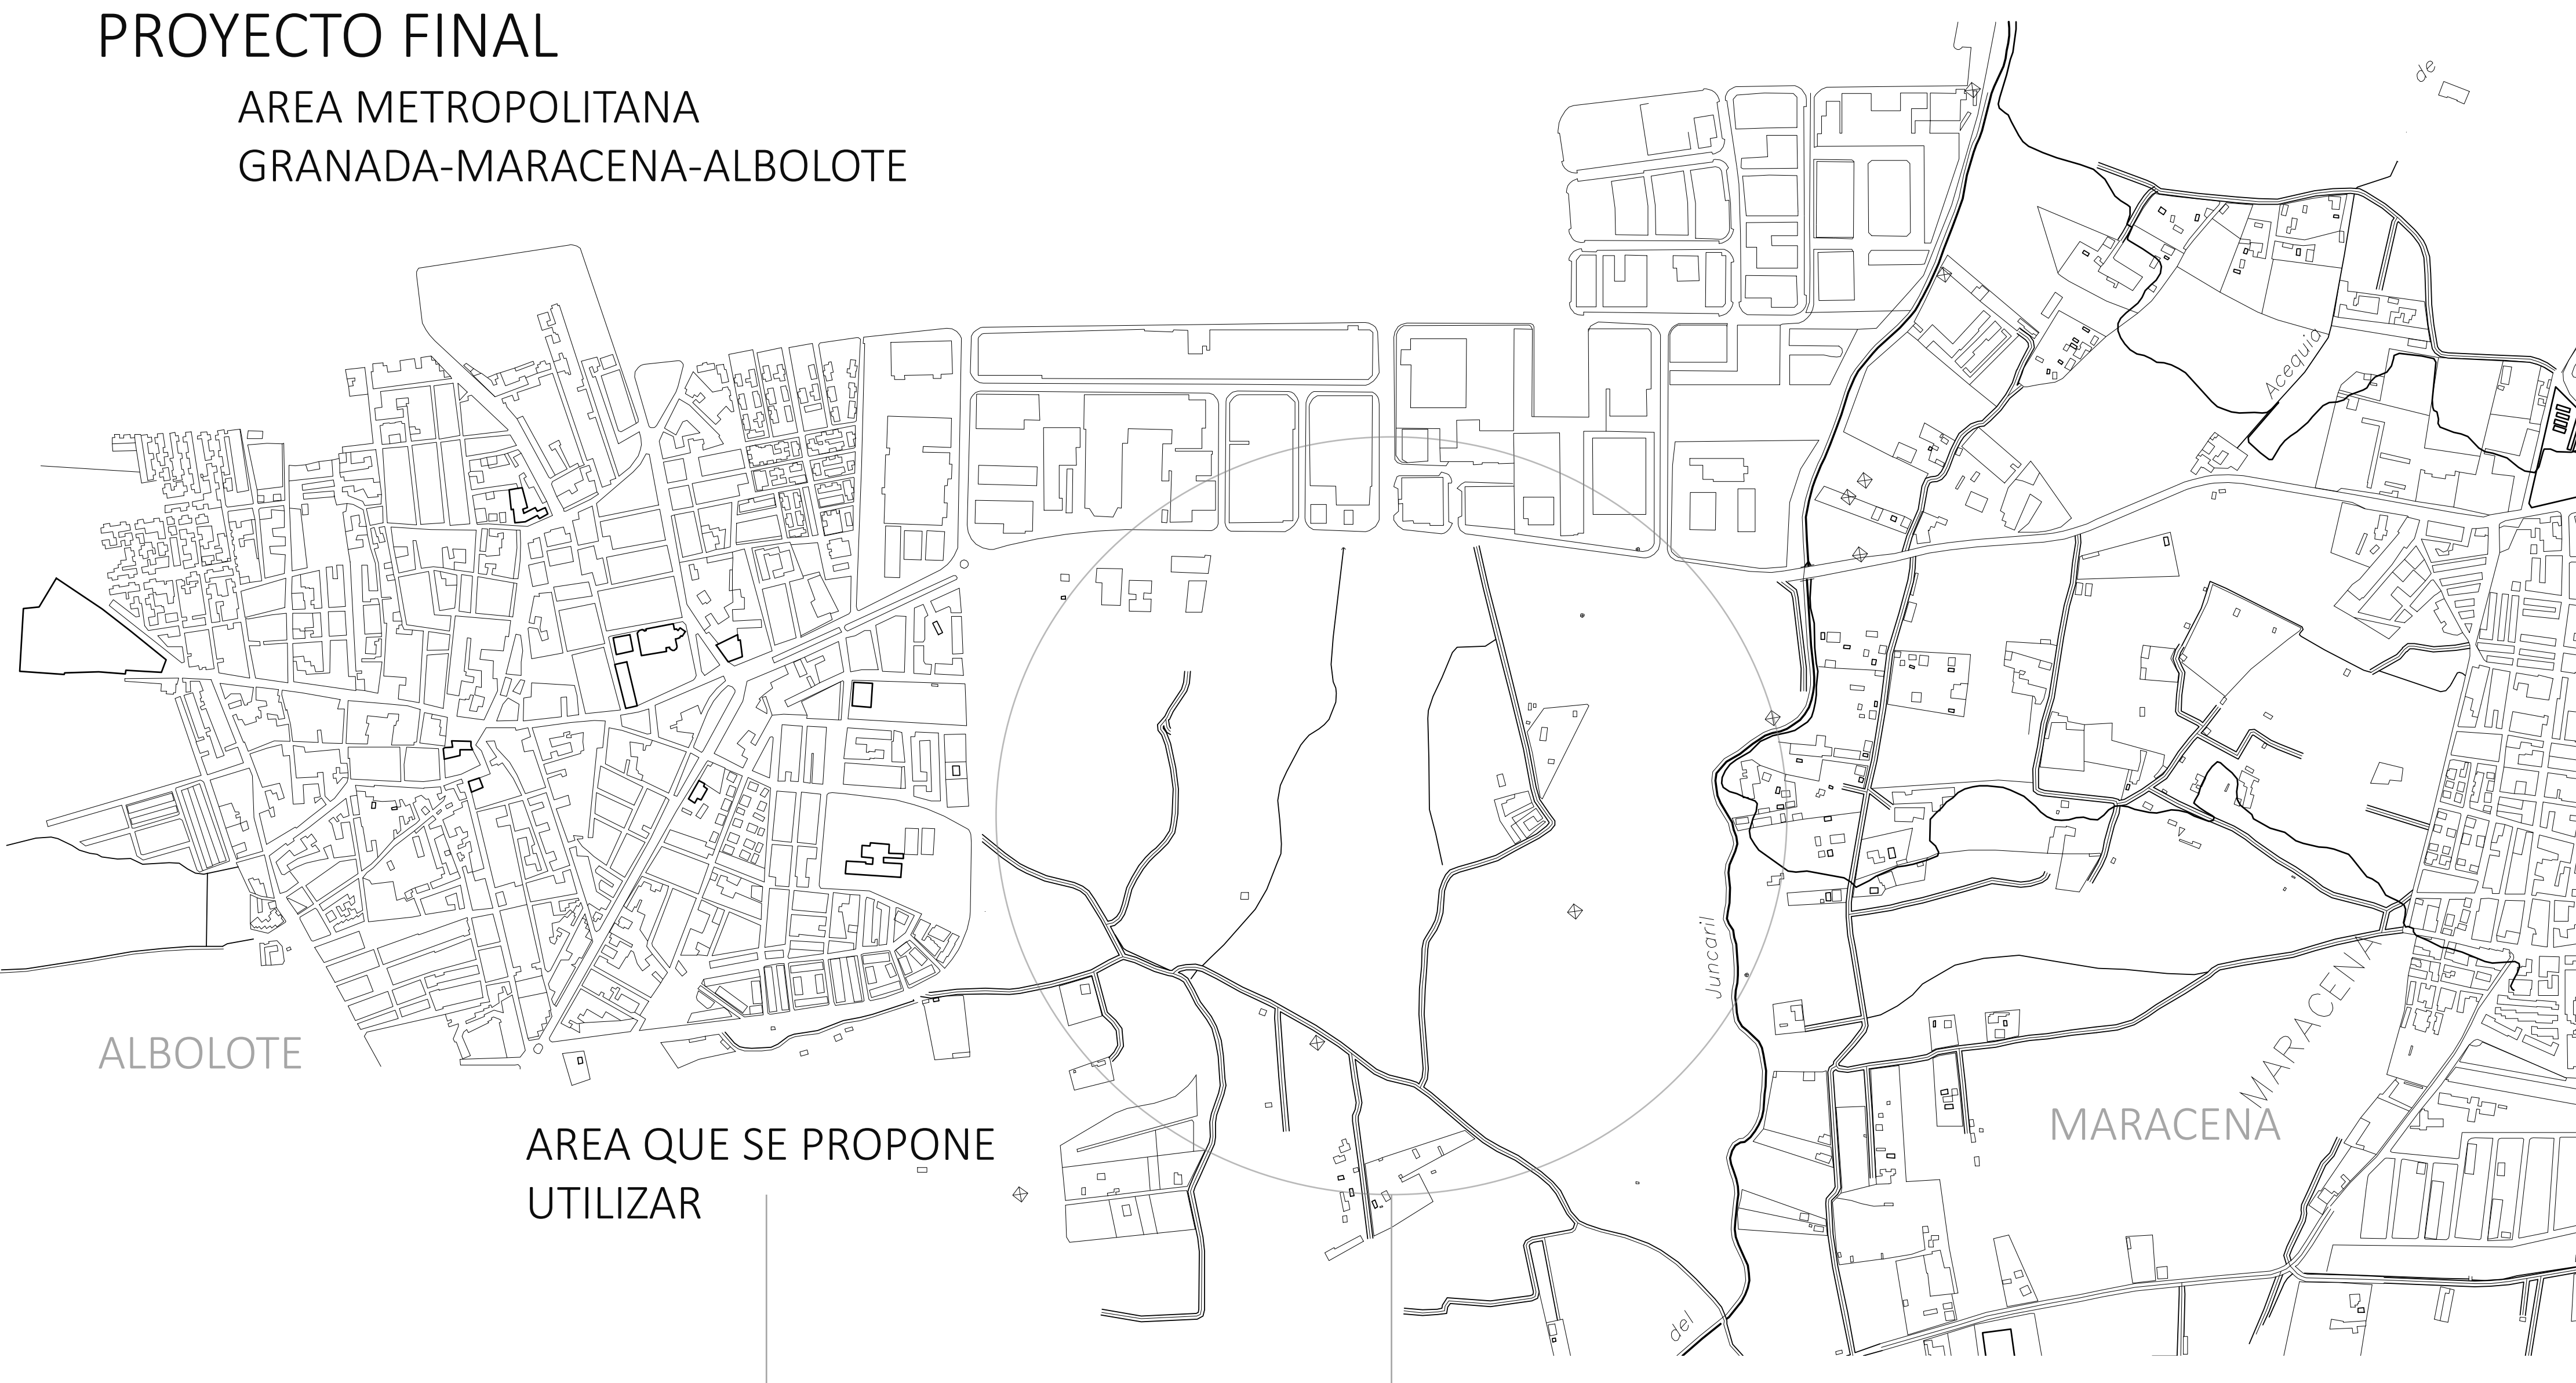 PROYECTO FINAL
AREA METROPOLITANA
GRANADA-MARACENA-ALBOLOTE
de
Acequia
Juncaril
MARACENA
ALBOLOTE
MARACENA
AREA QUE SE PROPONE
UTILIZAR
del